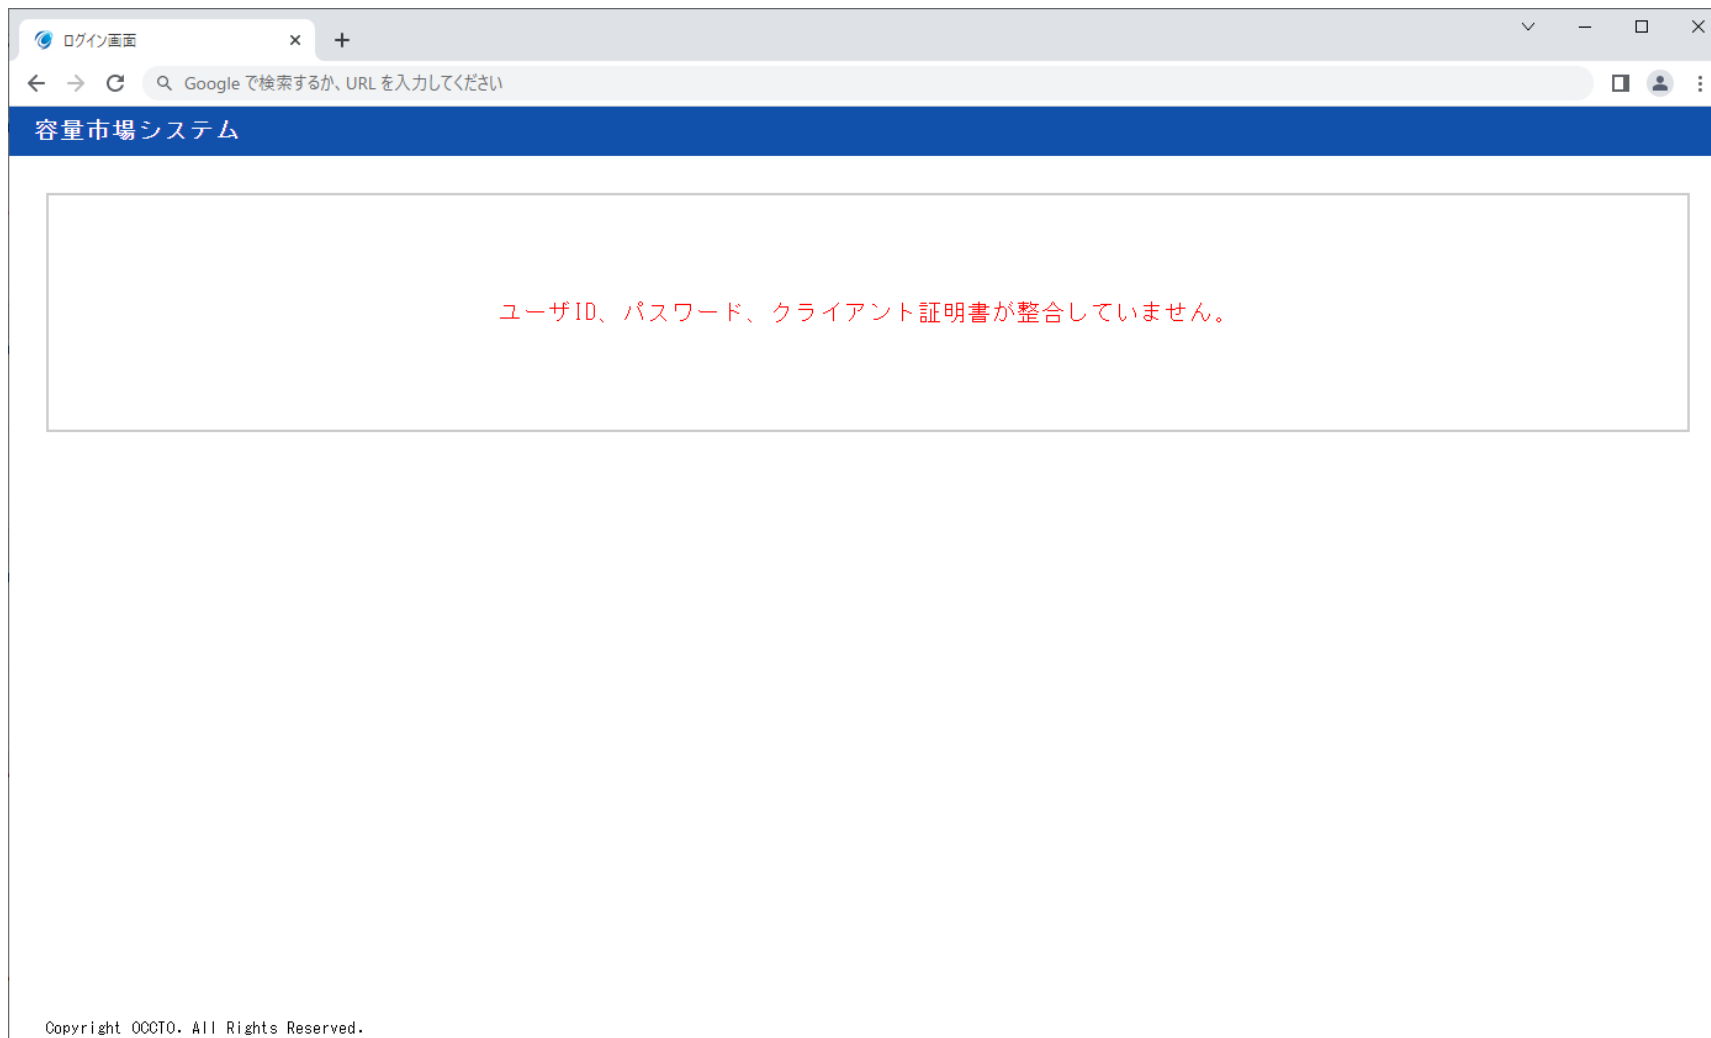 ログイン画面
Google で検索するか、URL を入力してください
容量市場システム
ユーザID、パスワード、クライアント証明書が整合していません。
Copyright OCCTO. All Rights Reserved.